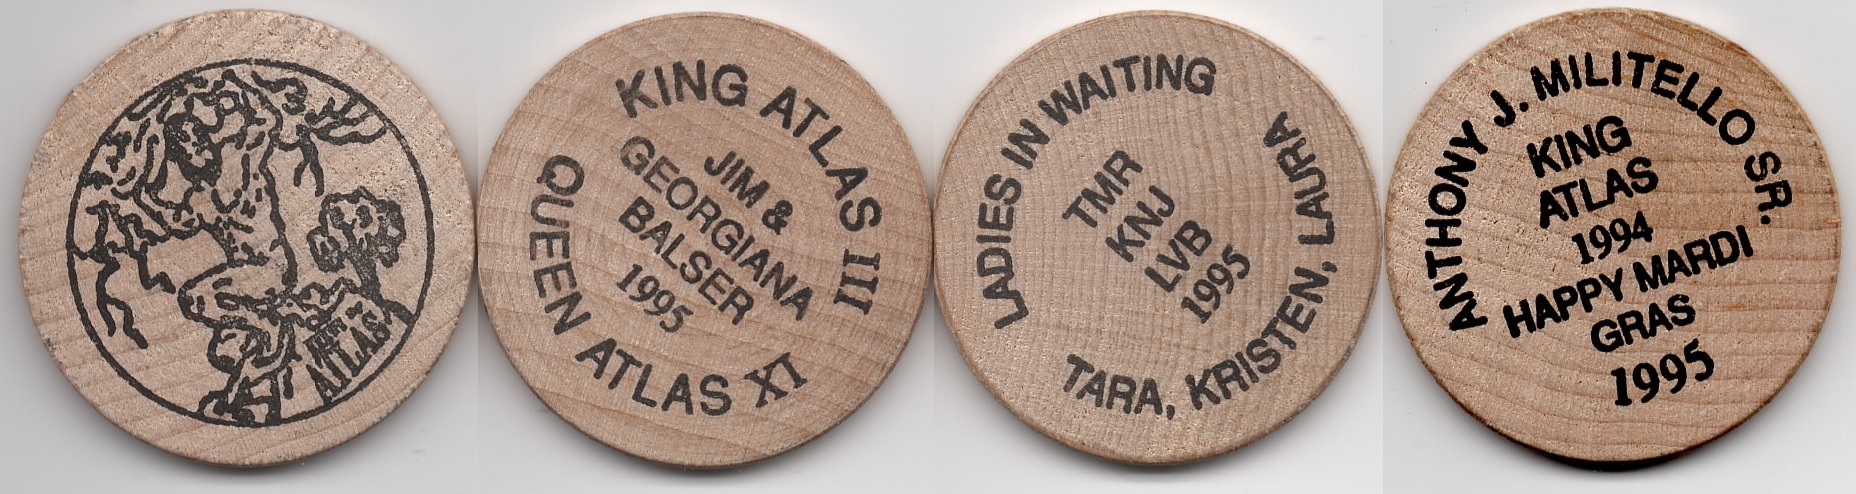 ATLAS
KING ATLAS III
JIM &
GEORGIANA
BALSER
1995
QUEEN ATLAS XI
LADIES IN WAITING
TMR
KNJ
LVB
1995
TARA, KRISTEN, LAURA
ANTHONY J. MILITELLO SR.
KING
ATLAS
1994
HAPPY MARDI
GRAS
1995